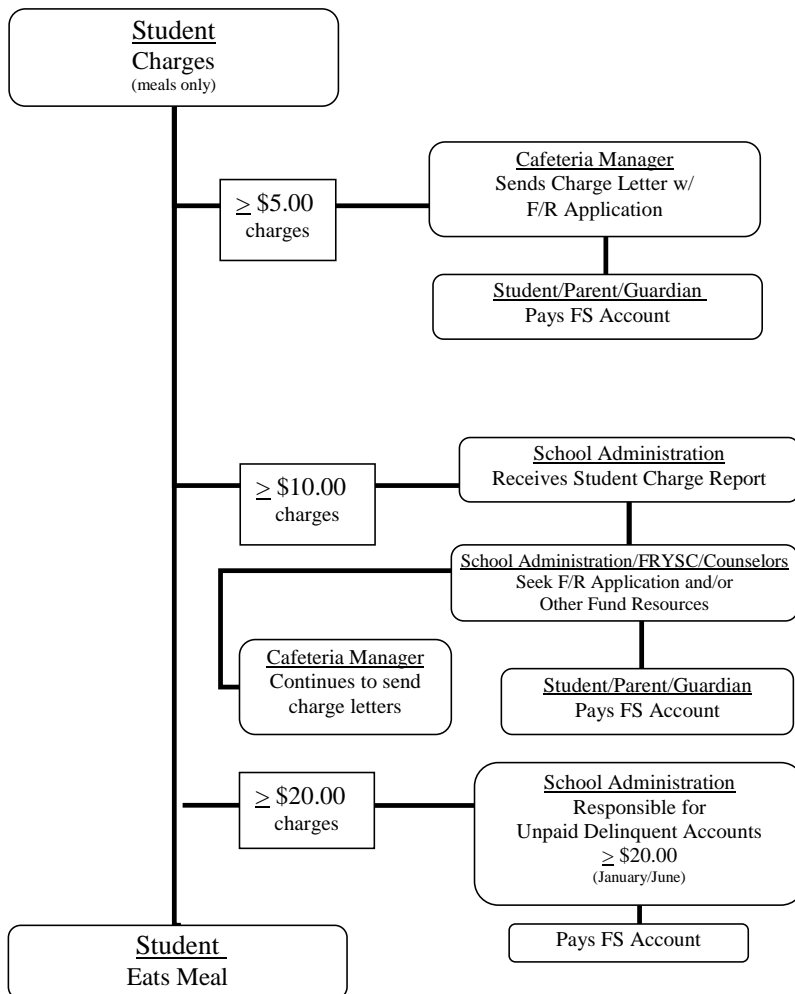 Student
Charges
(meals only)
≥ $5.00
charges
Cafeteria Manager
Sends Charge Letter w/
F/R Application
Student/Parent/Guardian
Pays FS Account
≥ $10.00
charges
School Administration
Receives Student Charge Report
School Administration/FRYSC/Counselors
Seek F/R Application and/or
Other Fund Resources
Cafeteria Manager
Continues to send
charge letters
Student/Parent/Guardian
Pays FS Account
≥ $20.00
charges
School Administration
Responsible for
Unpaid Delinquent Accounts
≥ $20.00
(January/June)
Pays FS Account
Student
Eats Meal